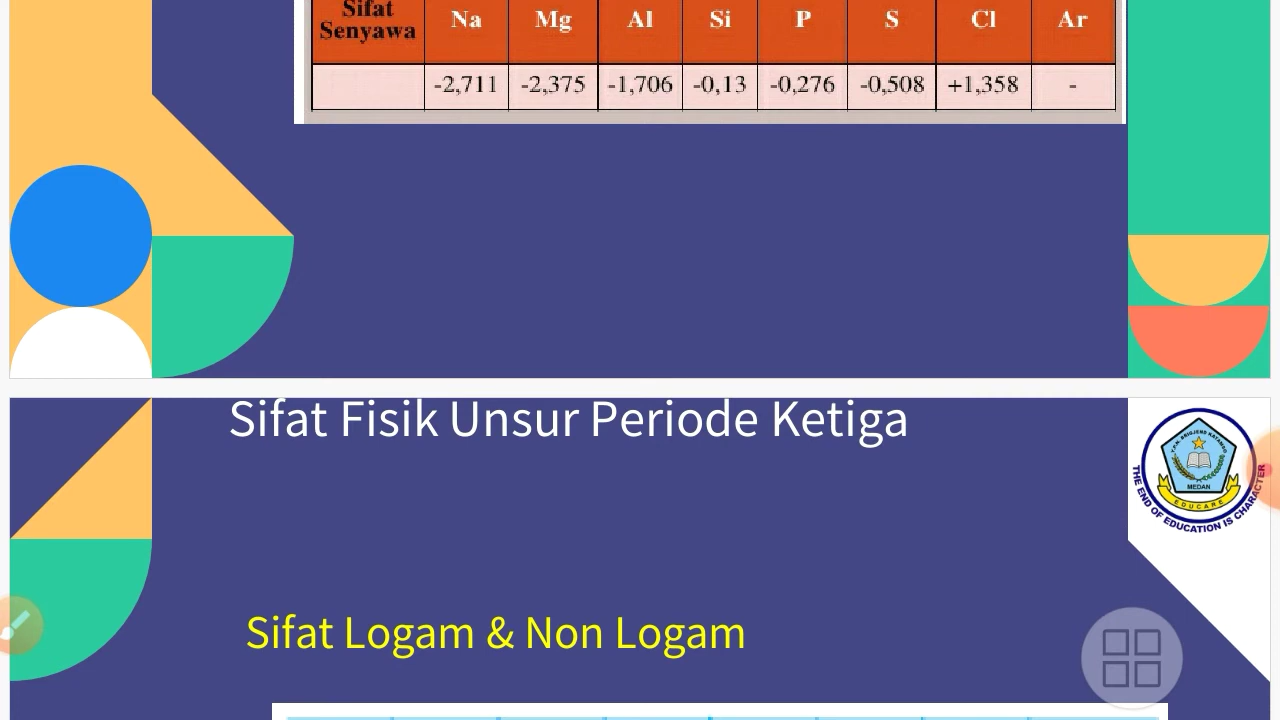 Sifat Senyawa Na Mg Al Si P S Cl Ar
-2,711 -2,375 -1,706 -0,13 -0,276 -0,508 +1,358 -
Sifat Fisik Unsur Periode Ketiga
Y.P.N. BRIGJEND KATAMSO
MEDAN
EDUCARE
THE END OF EDUCATION IS CHARACTER
Sifat Logam & Non Logam